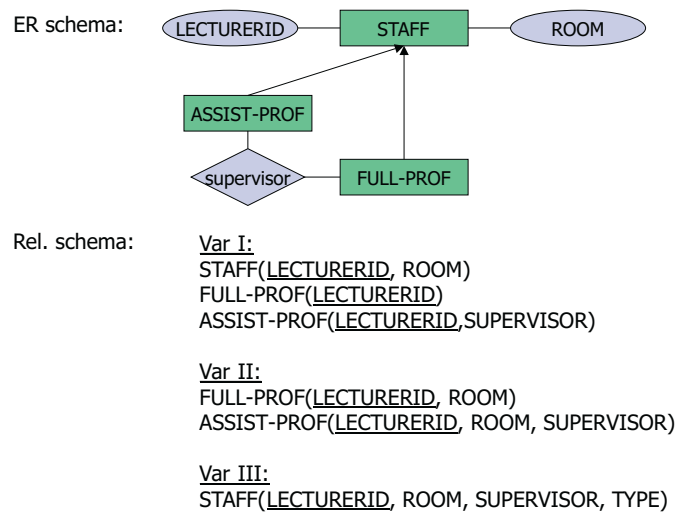 ER schema:
LECTURERID STAFF ROOM
ASSIST-PROF
supervisor FULL-PROF
Rel. schema:
Var I:
STAFF(LECTURERID, ROOM)
FULL-PROF(LECTURERID)
ASSIST-PROF(LECTURERID,SUPERVISOR)
Var II:
FULL-PROF(LECTURERID, ROOM)
ASSIST-PROF(LECTURERID, ROOM, SUPERVISOR)
Var III:
STAFF(LECTURERID, ROOM, SUPERVISOR, TYPE)